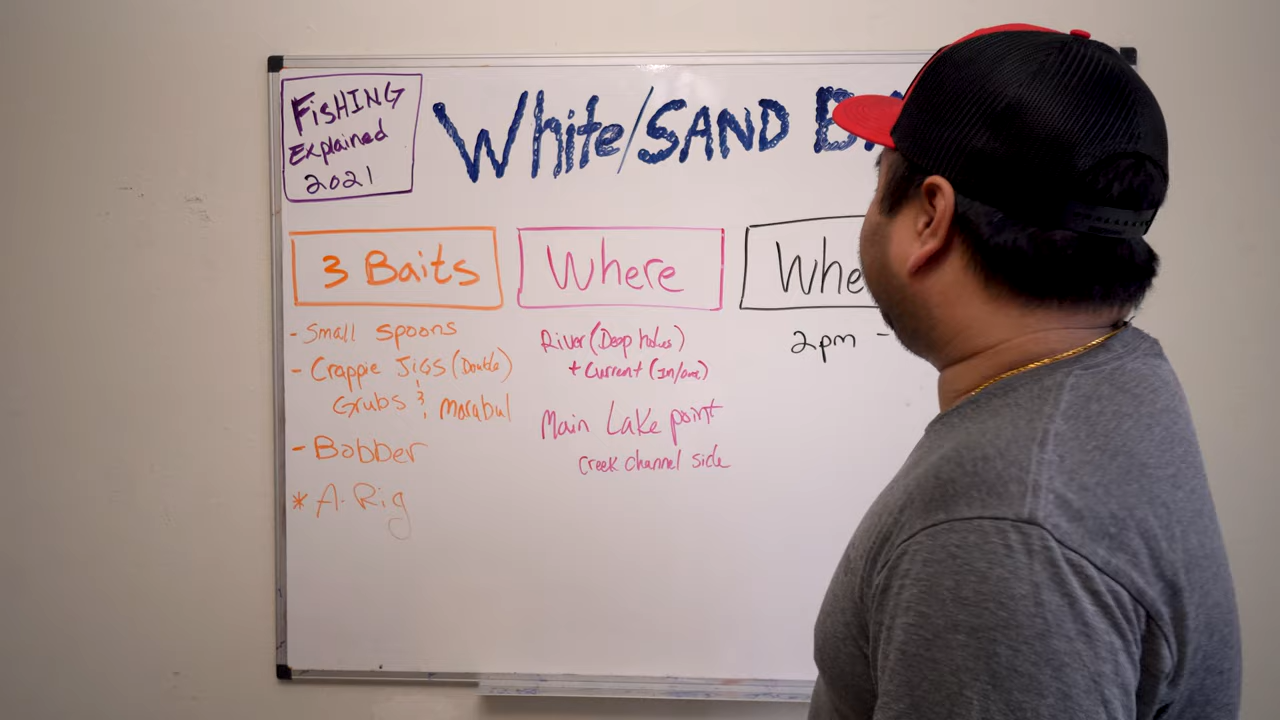 FisHING
Explained
2021
White/SAND BA
3 Baits
- Small spoons
- Crappie JIGS (Double)
Grubs & Marabul
- Bobber
* A-Rig
Where
River (Deep holes)
+ Current (In/out)
Main Lake point
Creek channel side
Whe
2pm -